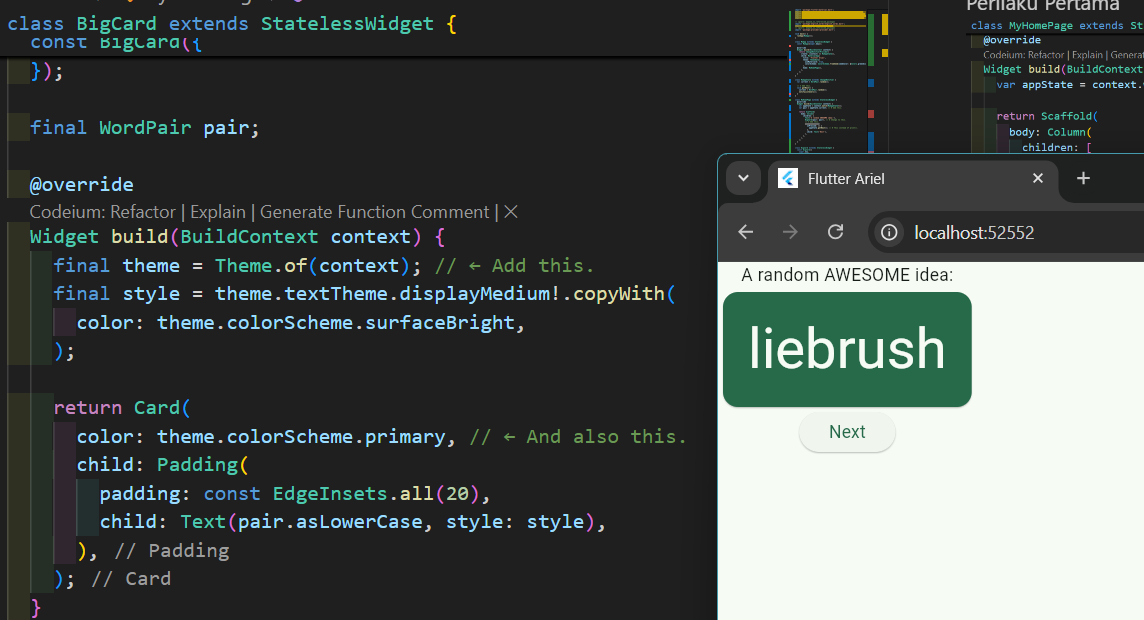 class BigCard extends StatelessWidget {
const BigCard({
});
final WordPair pair;
@override
Codeium: Refactor | Explain | Generate Function Comment | ×
Widget build(BuildContext context) {
final theme = Theme.of(context); // ← Add this.
final style = theme.textTheme.displayMedium!.copyWith(
color: theme.colorScheme.surfaceBright,
);
return Card(
color: theme.colorScheme.primary, // ← And also this.
child: Padding(
padding: const EdgeInsets.all(20),
child: Text(pair.asLowerCase, style: style),
), // Padding
); // Card
}
Perilaku Pertama
class MyHomePage extends St
@override
Codeium: Refactor | Explain | Genera
Widget build(BuildContext
var appState = context.
return Scaffold(
body: Column(
children: [
Flutter Ariel
localhost:52552
A random AWESOME idea:
liebrush
Next